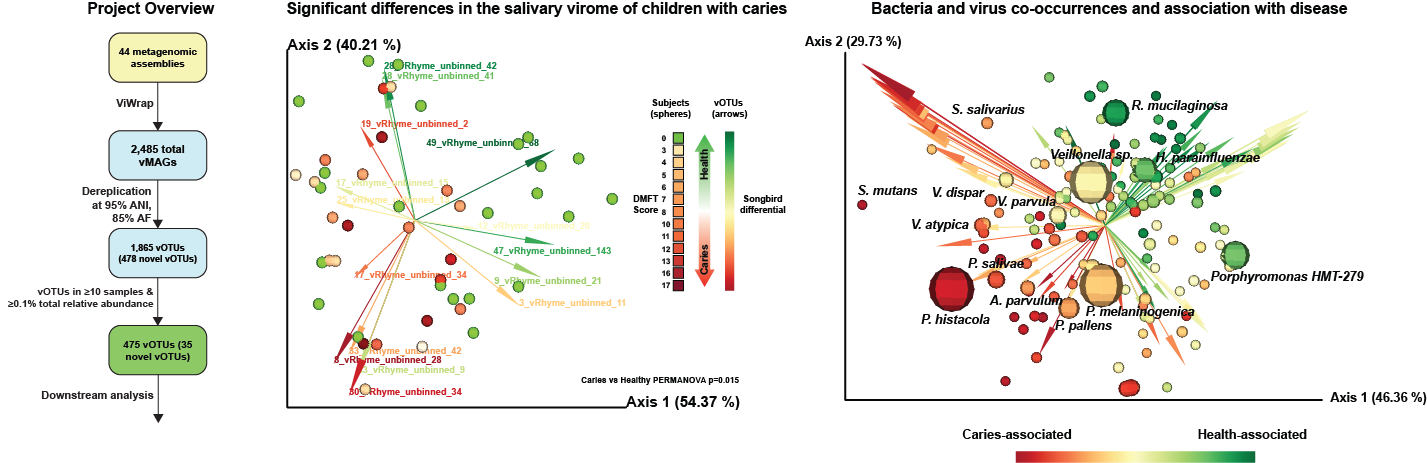 Project Overview
44 metagenomic
assemblies
ViWrap
2,485 total
vMAGs
Dereplication
at 95% ANI,
85% AF
1,865 vOTUs
(478 novel vOTUs)
vOTUs in ≥10 samples &
≥0.1% total relative abundance
475 vOTUs (35
novel vOTUs)
Downstream analysis
Significant differences in the salivary virome of children with caries
Axis 2 (40.21 %)
28_vRhyme_unbinned_42
28_vRhyme_unbinned_41
19_vRhyme_unbinned_2
49_vRhyme_unbinned_68
17_vRhyme_unbinned_15
47_vRhyme_unbinned_143
17_vRhyme_unbinned_34
9_vRhyme_unbinned_21
3_vRhyme_unbinned_11
8_vRhyme_unbinned_28
30_vRhyme_unbinned_34
Caries vs Healthy PERMANOVA p=0.015
Axis 1 (54.37 %)
Subjects
(spheres)
vOTUs
(arrows)
DMFT
Score
0
3
4
5
6
7
8
10
11
12
13
16
17
Health
Caries
Songbird
differential
Bacteria and virus co-occurrences and association with disease
Axis 2 (29.73 %)
S. salivarius
R. mucilaginosa
Veillonella sp.
H. parainfluenzae
S. mutans
V. dispar
V. parvula
V. atypica
P. salivae
Porphyromonas HMT-279
A. parvulum
P. histacola
P. melaninogenica
P. pallens
Axis 1 (46.36 %)
Caries-associated
Health-associated